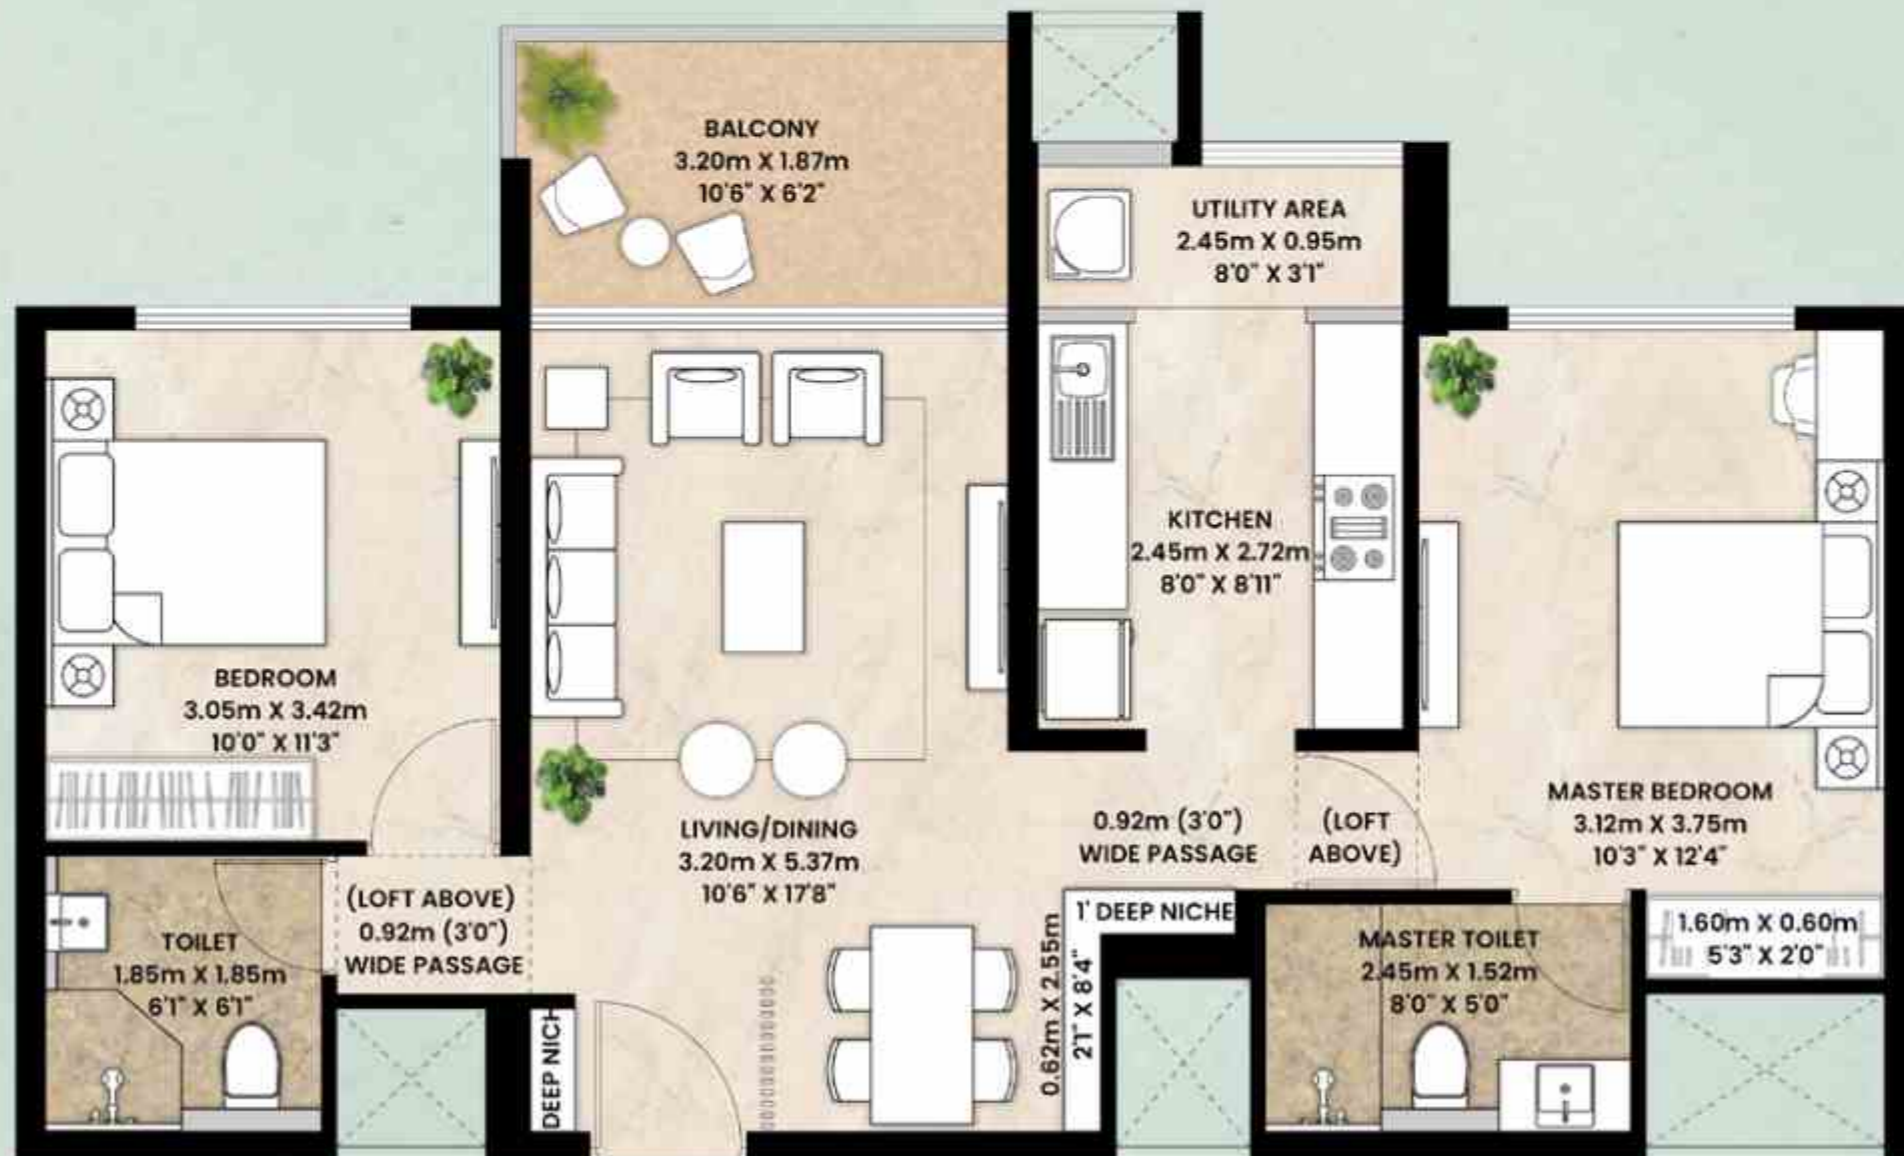 BALCONY
3.20m X 1.87m
10'6" X 6'2"
UTILITY AREA
2.45m X 0.95m
8'0" X 3'1"
KITCHEN
2.45m X 2.72m
8'0" X 8'11"
BEDROOM
3.05m X 3.42m
10'0" X 11'3"
LIVING/DINING
3.20m X 5.37m
10'6" X 17'8"
0.92m (3'0")
WIDE PASSAGE
(LOFT
ABOVE)
MASTER BEDROOM
3.12m X 3.75m
10'3" X 12'4"
(LOFT ABOVE)
0.92m (3'0")
WIDE PASSAGE
TOILET
1.85m X 1.85m
6'1" X 6'1"
DEEP NICH
0.62m X 2.55m
2'1" X 8'4"
1' DEEP NICHE
MASTER TOILET
2.45m X 1.52m
8'0" X 5'0"
1.60m X 0.60m
5'3" X 2'0"